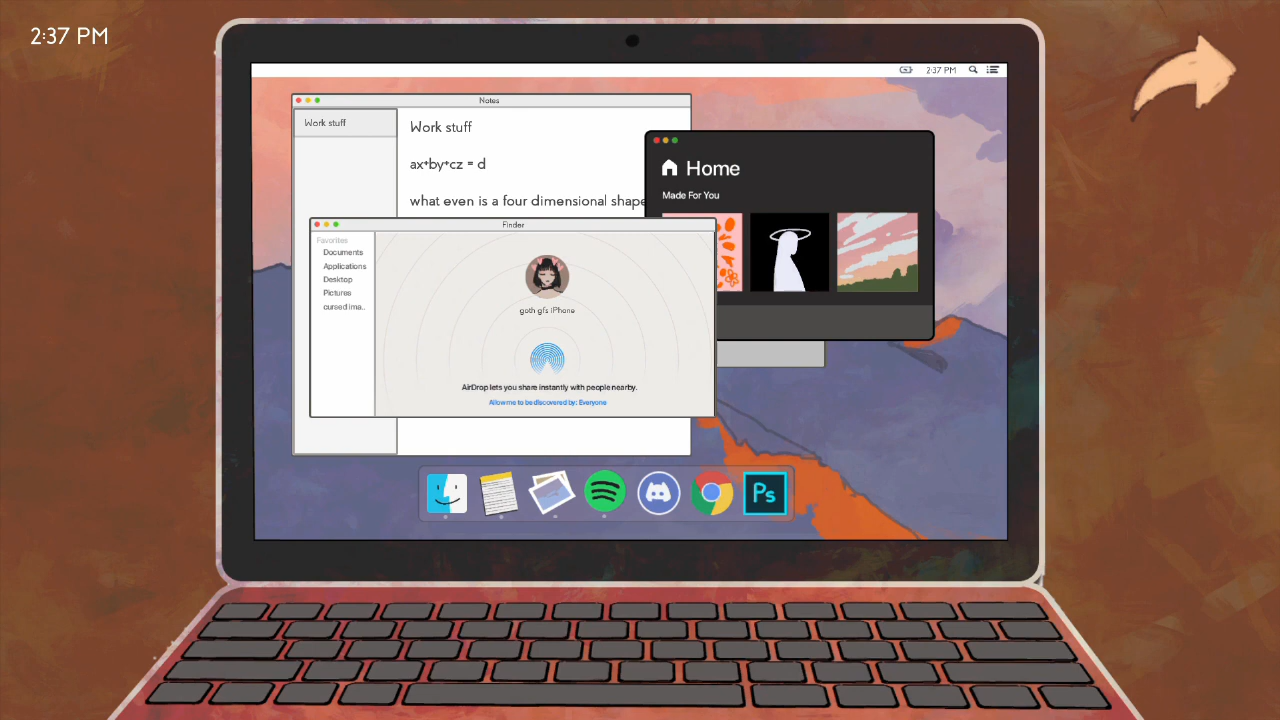 2:37 PM
2:37 PM
Notes
Work stuff
Work stuff
ax+by+cz = d
what even is a four dimensional shape
Home
Made For You
Finder
Favorites
Documents
Applications
Desktop
Pictures
cursed ima..
goth gfs iPhone
AirDrop lets you share instantly with people nearby.
Allow me to be discovered by: Everyone
Ps